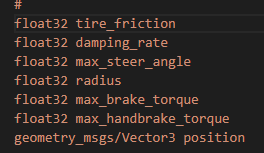 #
float32 tire_friction
float32 damping_rate
float32 max_steer_angle
float32 radius
float32 max_brake_torque
float32 max_handbrake_torque
geometry_msgs/Vector3 position